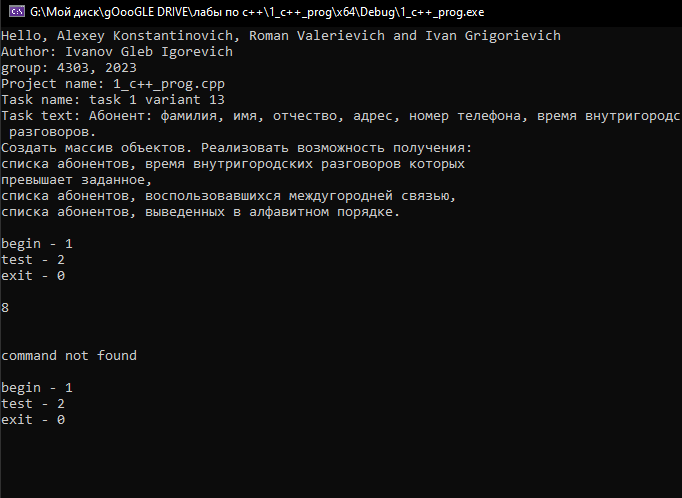 G:\Мой диск\gOooGLE DRIVE\лабы по с++\1_c++_prog\x64\Debug\1_c++_prog.exe
Hello, Alexey Konstantinovich, Roman Valerievich and Ivan Grigorievich
Author: Ivanov Gleb Igorevich
group: 4303, 2023
Project name: 1_c++_prog.cpp
Task name: task 1 variant 13
Task text: Абонент: фамилия, имя, отчество, адрес, номер телефона, время внутригородс
разговоров.
Создать массив объектов. Реализовать возможность получения:
списка абонентов, время внутригородских разговоров которых
превышает заданное,
списка абонентов, воспользовавшихся междугородней связью,
списка абонентов, выведенных в алфавитном порядке.
begin - 1
test - 2
exit - 0
8
command not found
begin - 1
test - 2
exit - 0